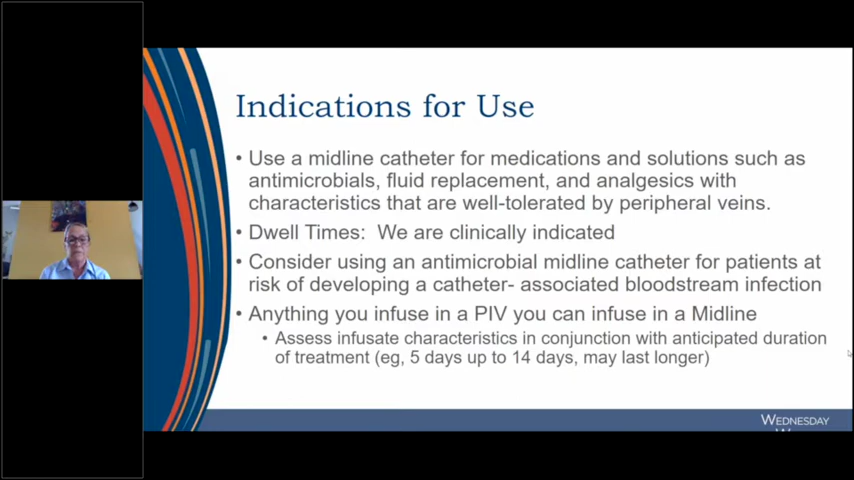 Indications for Use
• Use a midline catheter for medications and solutions such as
antimicrobials, fluid replacement, and analgesics with
characteristics that are well-tolerated by peripheral veins.
• Dwell Times: We are clinically indicated
• Consider using an antimicrobial midline catheter for patients at
risk of developing a catheter- associated bloodstream infection
• Anything you infuse in a PIV you can infuse in a Midline
• Assess infusate characteristics in conjunction with anticipated duration
of treatment (eg, 5 days up to 14 days, may last longer)
WEDNESDAY